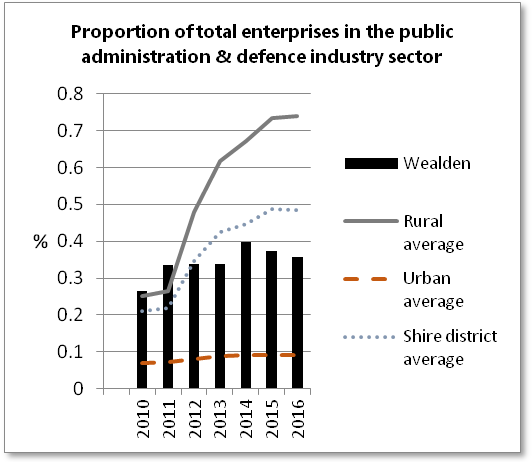 Proportion of total enterprises in the public
administration & defence industry sector
0.8
0.7
0.6
0.5
0.4
0.3
0.2
0.1
0
%
2010
2011
2012
2013
2014
2015
2016
Wealden
Rural
average
Urban
average
Shire district
average